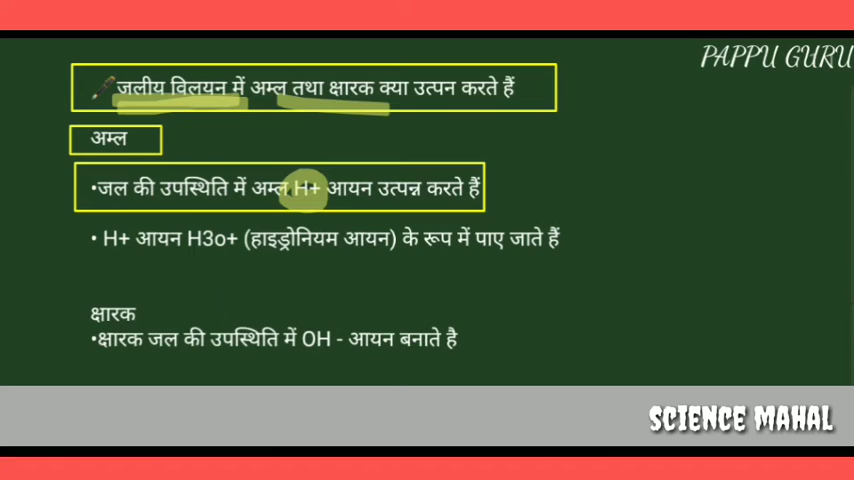 PAPPU GURU
जलीय विलयन में अम्ल तथा क्षारक क्या उत्पन करते हैं
अम्ल
•जल की उपस्थिति में अम्ल H+ आयन उत्पन्न करते हैं
• H+ आयन H3o+ (हाइड्रोनियम आयन) के रूप में पाए जाते हैं
क्षारक
•क्षारक जल की उपस्थिति में OH - आयन बनाते है
SCIENCE MAHAL